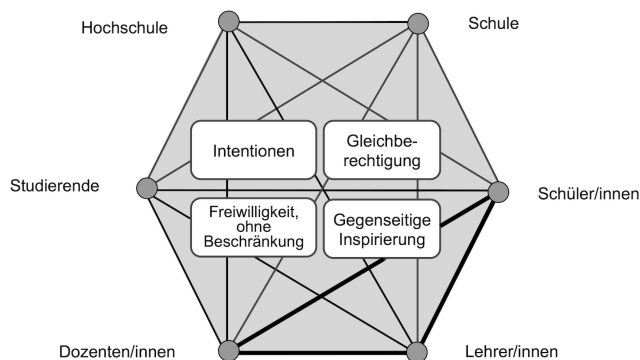 Hochschule
Schule
Intentionen
Gleichbe-
rechtigung
Studierende
Schüler/innen
Freiwilligkeit,
ohne
Beschränkung
Gegenseitige
Inspirierung
Dozenten/innen
Lehrer/innen